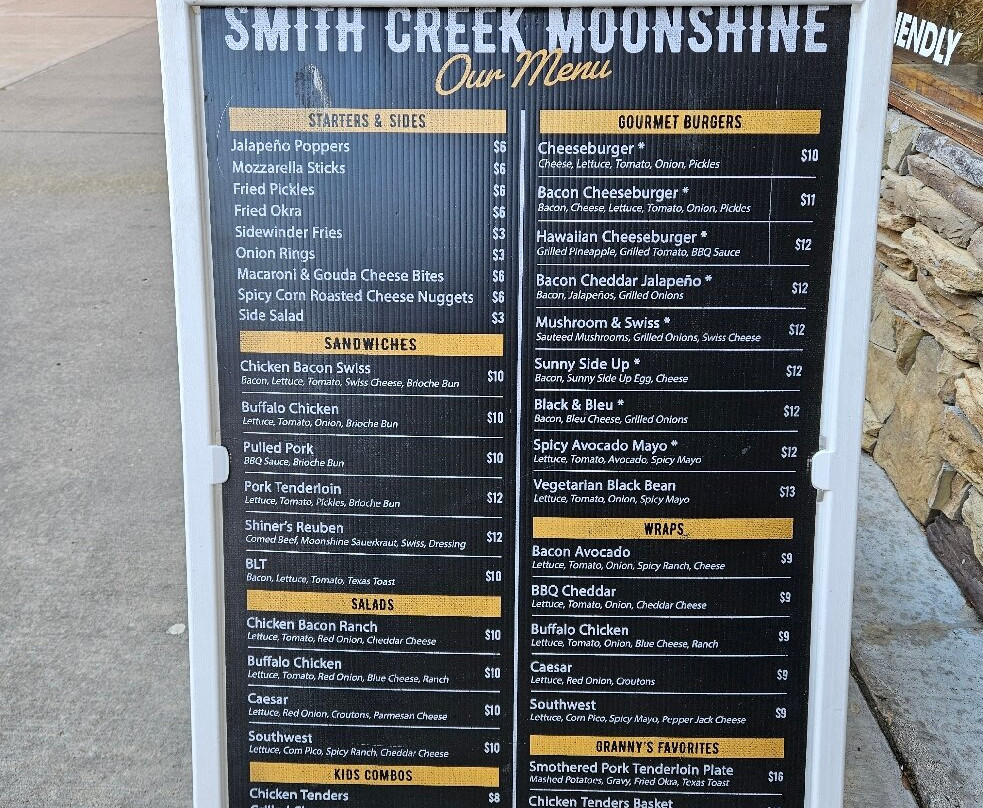 SMITH CREEK MOONSHINE
Our Menu
STARTERS & SIDES
Jalapeño Poppers $6
Mozzarella Sticks $6
Fried Pickles $6
Fried Okra $6
Sidewinder Fries $3
Onion Rings $3
Macaroni & Gouda Cheese Bites $6
Spicy Corn Roasted Cheese Nuggets $6
Side Salad $3
SANDWICHES
Chicken Bacon Swiss $10
Bacon, Lettuce, Tomato, Swiss Cheese, Brioche Bun
Buffalo Chicken $10
Lettuce, Tomato, Onion, Brioche Bun
Pulled Pork $10
BBQ Sauce, Brioche Bun
Pork Tenderloin $12
Lettuce, Tomato, Pickles, Brioche Bun
Shiner's Reuben $12
Corned Beef, Moonshine Sauerkraut, Swiss, Dressing
BLT $10
Bacon, Lettuce, Tomato, Texas Toast
SALADS
Chicken Bacon Ranch $10
Lettuce, Tomato, Red Onion, Cheddar Cheese
Buffalo Chicken $10
Lettuce, Tomato, Red Onion, Blue Cheese, Ranch
Caesar $10
Lettuce, Red Onion, Croutons, Parmesan Cheese
Southwest $10
Lettuce, Corn Pico, Spicy Ranch, Cheddar Cheese
KIDS COMBOS
Chicken Tenders $8
GOURMET BURGERS
Cheeseburger * $10
Cheese, Lettuce, Tomato, Onion, Pickles
Bacon Cheeseburger * $11
Bacon, Cheese, Lettuce, Tomato, Onion, Pickles
Hawaiian Cheeseburger * $12
Grilled Pineapple, Grilled Tomato, BBQ Sauce
Bacon Cheddar Jalapeño * $12
Bacon, Jalapeños, Grilled Onions
Mushroom & Swiss * $12
Sauteed Mushrooms, Grilled Onions, Swiss Cheese
Sunny Side Up * $12
Bacon, Sunny Side Up Egg, Cheese
Black & Bleu * $12
Bacon, Bleu Cheese, Grilled Onions
Spicy Avocado Mayo * $12
Lettuce, Tomato, Avocado, Spicy Mayo
Vegetarian Black Bean $13
Lettuce, Tomato, Onion, Spicy Mayo
WRAPS
Bacon Avocado $9
Lettuce, Tomato, Onion, Spicy Ranch, Cheese
BBQ Cheddar $9
Lettuce, Tomato, Onion, Cheddar Cheese
Buffalo Chicken $9
Lettuce, Tomato, Onion, Blue Cheese, Ranch
Caesar $9
Lettuce, Red Onion, Croutons
Southwest $9
Lettuce, Corn Pico, Spicy Mayo, Pepper Jack Cheese
GRANNY'S FAVORITES
Smothered Pork Tenderloin Plate $16
Mashed Potatoes, Gravy, Fried Okra, Texas Toast
Chicken Tenders Basket
IENDLY